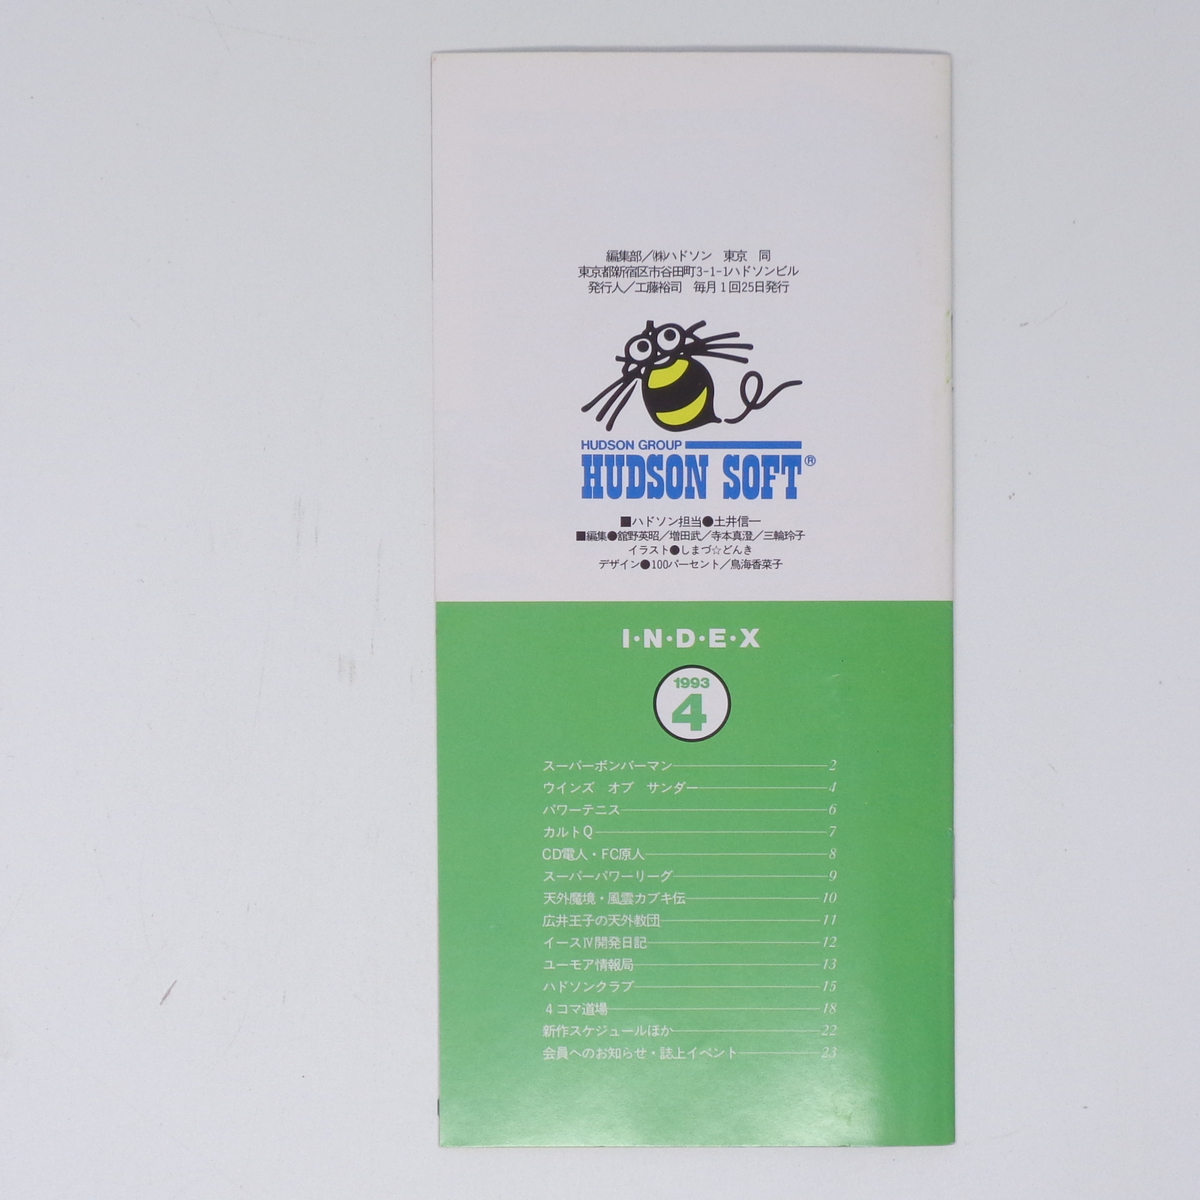 編集部／㈱ハドソン　東京　同
東京都新宿区市谷田町3-1-1ハドソンビル
発行人／工藤裕司　毎月1回25日発行
HUDSON GROUP
HUDSON SOFT®
■ハドソン担当●土井信一
■編集●舘野英昭／増田武／寺本真澄／三輪玲子
イラスト●しまづ☆どんき
デザイン●100パーセント／鳥海香菜子
I・N・D・E・X
1993
4
スーパーボンバーマン 2
ウインズ　オブ　サンダー 4
パワーテニス 6
カルトQ 7
CD電人・FC原人 8
スーパーパワーリーグ 9
天外魔境・風雲カブキ伝 10
広井王子の天外教団 11
イースⅣ開発日記 12
ユーモア情報局 13
ハドソンクラブ 15
4コマ道場 18
新作スケジュールほか 22
会員へのお知らせ・誌上イベント 23